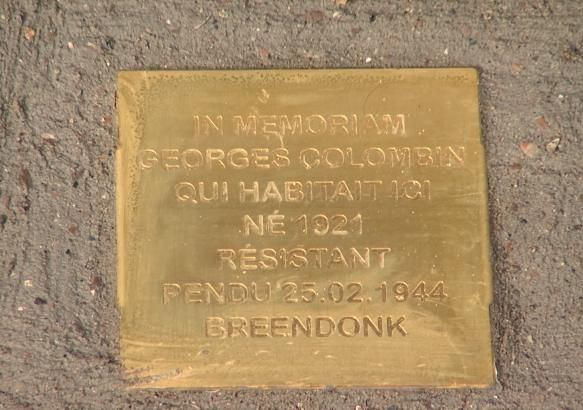 IN MEMORIAM
GEORGES COLOMBIN
QUI HABITAIT ICI
NÉ 1921
RÉSISTANT
PENDU 25.02.1944
BREENDONK